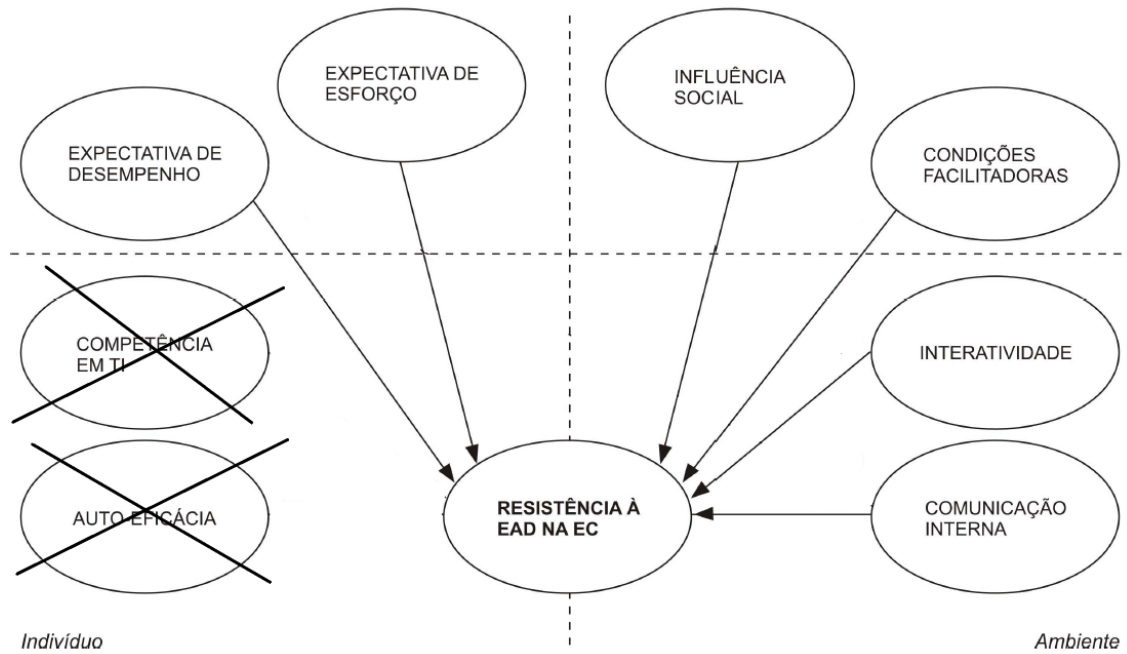 EXPECTATIVA DE
ESFORÇO
INFLUÊNCIA
SOCIAL
EXPECTATIVA DE
DESEMPENHO
CONDIÇÕES
FACILITADORAS
COMPETÊNCIA
EM TI
INTERATIVIDADE
AUTO-EFICÁCIA
RESISTÊNCIA À
EAD NA EC
COMUNICAÇÃO
INTERNA
Indivíduo
Ambiente